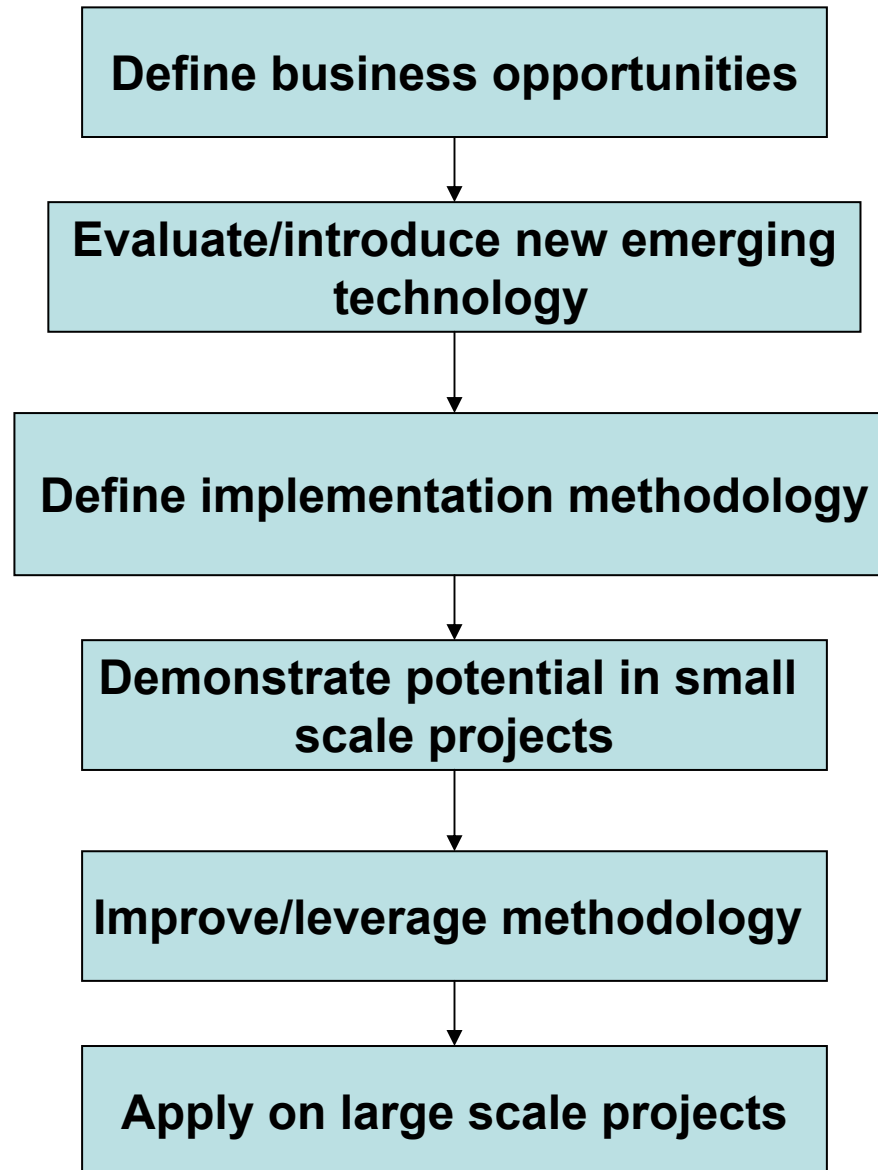 Define business opportunities
Evaluate/introduce new emerging
technology
Define implementation methodology
Demonstrate potential in small
scale projects
Improve/leverage methodology
Apply on large scale projects